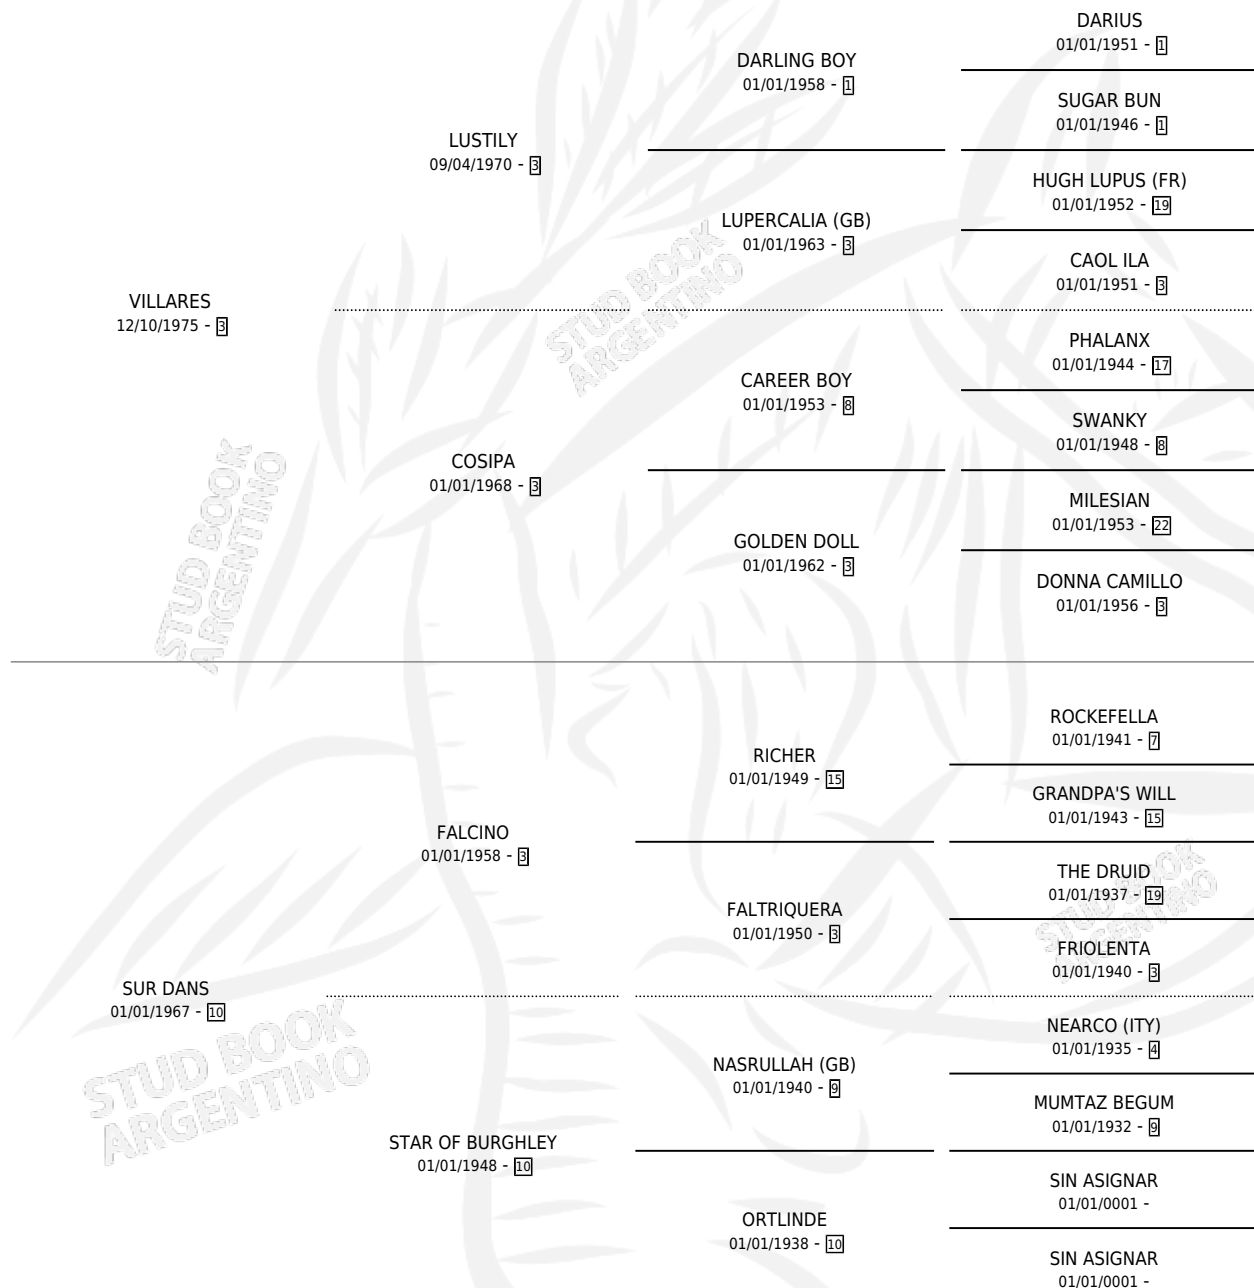 DARIUS
01/01/1951 - 1
DARLING BOY
01/01/1958 - 1
SUGAR BUN
01/01/1946 - 1
LUSTILY
09/04/1970 - 3
HUGH LUPUS (FR)
01/01/1952 - 19
LUPERCALIA (GB)
01/01/1963 - 3
CAOL ILA
01/01/1951 - 3
VILLARES
12/10/1975 - 3
PHALANX
01/01/1944 - 17
CAREER BOY
01/01/1953 - 8
SWANKY
01/01/1948 - 8
COSIPA
01/01/1968 - 3
MILESIAN
01/01/1953 - 22
GOLDEN DOLL
01/01/1962 - 3
DONNA CAMILLO
01/01/1956 - 3
ROCKEFELLA
01/01/1941 - 7
RICHER
01/01/1949 - 15
GRANDPA'S WILL
01/01/1943 - 15
FALCINO
01/01/1958 - 3
THE DRUID
01/01/1937 - 19
FALTRIQUERA
01/01/1950 - 3
FRIOLENTA
01/01/1940 - 3
SUR DANS
01/01/1967 - 10
NEARCO (ITY)
01/01/1935 - 4
NASRULLAH (GB)
01/01/1940 - 9
MUMTAZ BEGUM
01/01/1932 - 9
STAR OF BURGHLEY
01/01/1948 - 10
SIN ASIGNAR
01/01/0001 -
ORTLINDE
01/01/1938 - 10
SIN ASIGNAR
01/01/0001 -
STUD BOOK
ARGENTINO
STUD BOOK
ARGENTINO
STUD BOOK
ARGENTINO
STUD BOOK
ARGENTINO